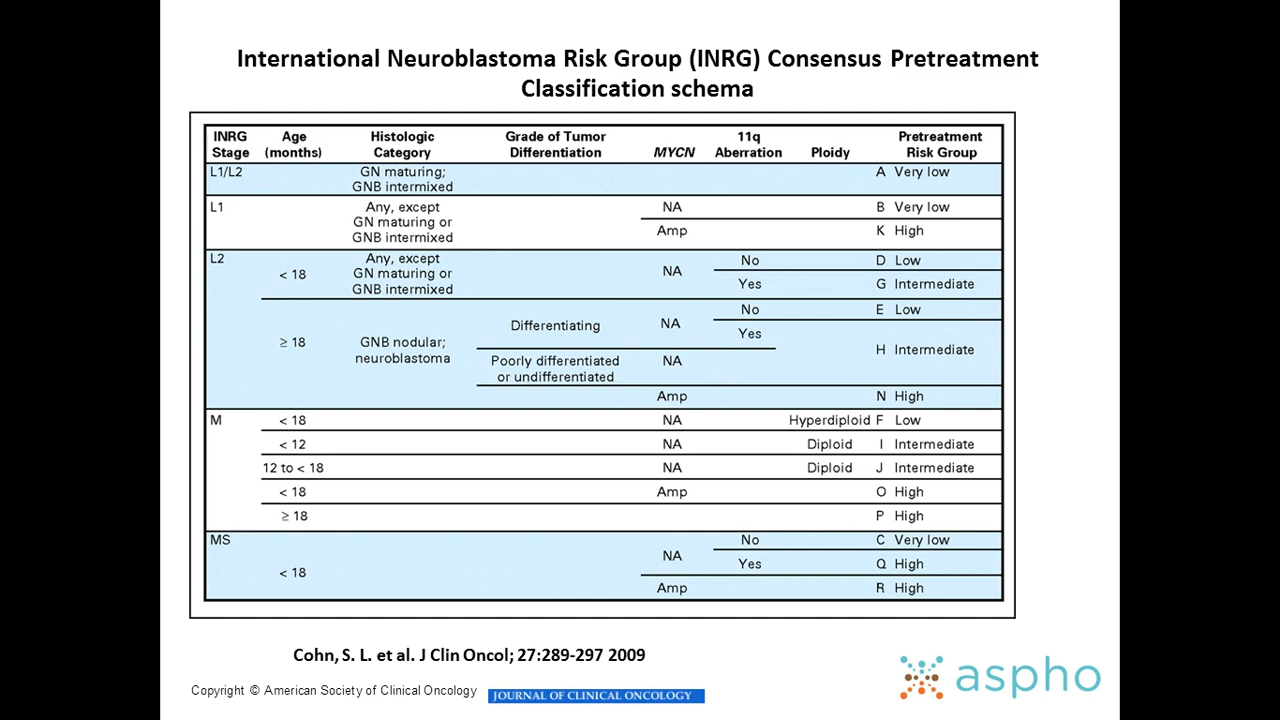 International Neuroblastoma Risk Group (INRG) Consensus Pretreatment
Classification schema
INRG Stage Age (months) Histologic Category Grade of Tumor Differentiation MYCN 11q Aberration Ploidy Pretreatment Risk Group
L1/L2 GN maturing; GNB intermixed A Very low
L1 Any, except GN maturing or GNB intermixed NA B Very low
Amp K High
L2 < 18 Any, except GN maturing or GNB intermixed NA No D Low
Yes G Intermediate
≥ 18 GNB nodular; neuroblastoma Differentiating NA No E Low
Yes H Intermediate
Poorly differentiated or undifferentiated NA
Amp N High
M < 18 NA Hyperdiploid F Low
< 12 NA Diploid I Intermediate
12 to < 18 NA Diploid J Intermediate
< 18 Amp O High
≥ 18 P High
MS < 18 NA No C Very low
Yes Q High
Amp R High
Cohn, S. L. et al. J Clin Oncol; 27:289-297 2009
Copyright © American Society of Clinical Oncology
JOURNAL OF CLINICAL ONCOLOGY
aspho